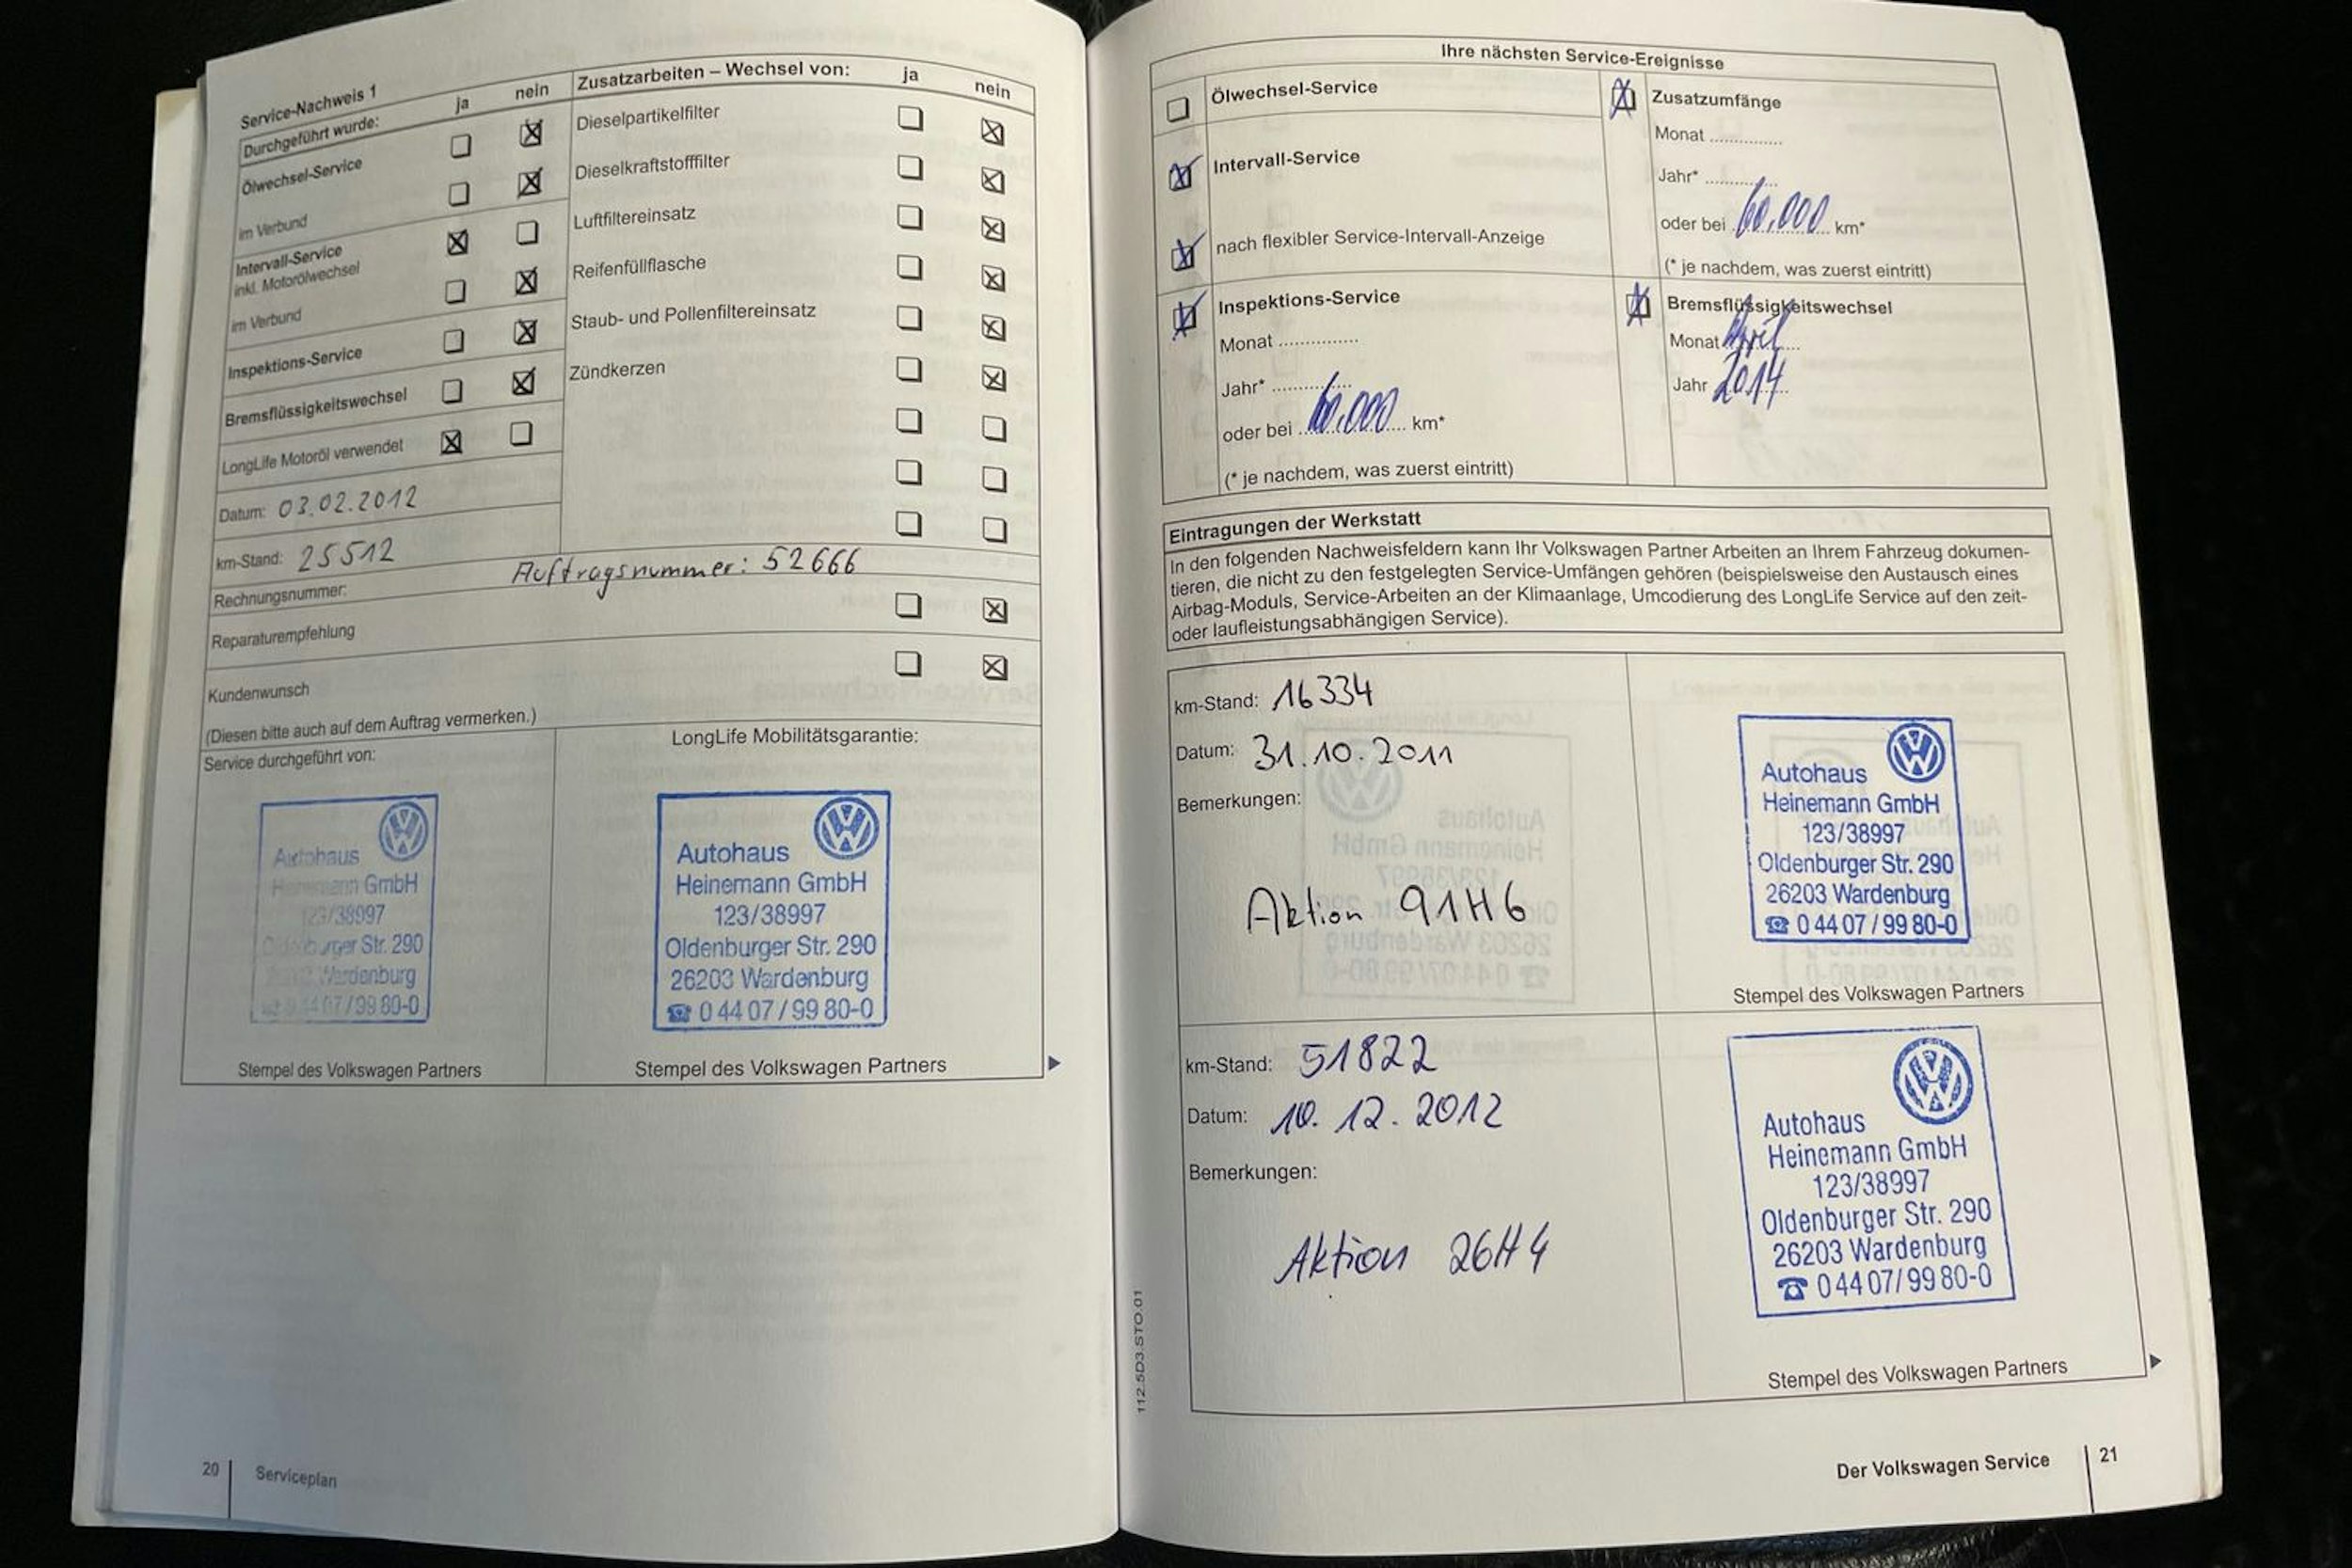 Service-Nachweis 1
Durchgeführt wurde: ja nein
Ölwechsel-Service
im Verbund
Intervall-Service
inkl. Motorölwechsel
im Verbund
Inspektions-Service
Bremsflüssigkeitswechsel
LongLife Motoröl verwendet
Datum: 03.02.2012
km-Stand: 25512
Zusatzarbeiten – Wechsel von: ja nein
Dieselpartikelfilter
Dieselkraftstofffilter
Luftfiltereinsatz
Reifenfüllflasche
Staub- und Pollenfiltereinsatz
Zündkerzen
Rechnungsnummer: Auftragsnummer: 52666
Reparaturempfehlung
Kundenwunsch
(Diesen bitte auch auf dem Auftrag vermerken.)
Service durchgeführt von:
Autohaus
Heinemann GmbH
123/38997
Oldenburger Str. 290
26203 Wardenburg
☎ 0 44 07 / 99 80-0
Stempel des Volkswagen Partners
LongLife Mobilitätsgarantie:
Autohaus
Heinemann GmbH
123/38997
Oldenburger Str. 290
26203 Wardenburg
☎ 0 44 07 / 99 80-0
Stempel des Volkswagen Partners
20 Serviceplan
Ihre nächsten Service-Ereignisse
Ölwechsel-Service
Intervall-Service
nach flexibler Service-Intervall-Anzeige
Inspektions-Service
Monat ..............
Jahr* ..............
oder bei 60.000 km*
(* je nachdem, was zuerst eintritt)
Zusatzumfänge
Monat ..............
Jahr* ..............
oder bei 60.000 km*
(* je nachdem, was zuerst eintritt)
Bremsflüssigkeitswechsel
Monat April
Jahr 2014
Eintragungen der Werkstatt
In den folgenden Nachweisfeldern kann Ihr Volkswagen Partner Arbeiten an Ihrem Fahrzeug dokumen-
tieren, die nicht zu den festgelegten Service-Umfängen gehören (beispielsweise den Austausch eines
Airbag-Moduls, Service-Arbeiten an der Klimaanlage, Umcodierung des LongLife Service auf den zeit-
oder laufleistungsabhängigen Service).
km-Stand: 16334
Datum: 31.10.2011
Bemerkungen:
Aktion 91H6
Autohaus
Heinemann GmbH
123/38997
Oldenburger Str. 290
26203 Wardenburg
☎ 0 44 07 / 99 80-0
Stempel des Volkswagen Partners
km-Stand: 51822
Datum: 10.12.2012
Bemerkungen:
Aktion 26H4
Autohaus
Heinemann GmbH
123/38997
Oldenburger Str. 290
26203 Wardenburg
☎ 0 44 07 / 99 80-0
Stempel des Volkswagen Partners
112.5D3.STO.01
Der Volkswagen Service 21